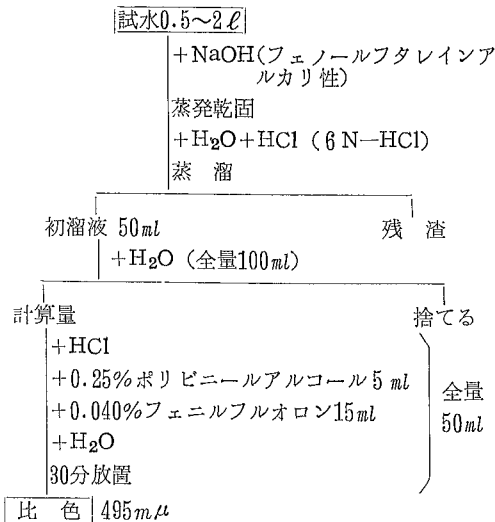 試水0.5〜2ℓ
+NaOH(フェノールフタレインア
ルカリ性)
蒸発乾固
+H₂O+HCl（6 N—HCl）
蒸　溜
初溜液 50ml　残　渣
+H₂O（全量100ml）
計算量　捨てる
+HCl
+0.25%ポリビニールアルコール 5 ml
+0.040%フェニルフルオロン15ml
全量
50ml
+H₂O
30分放置
比　色 495mμ